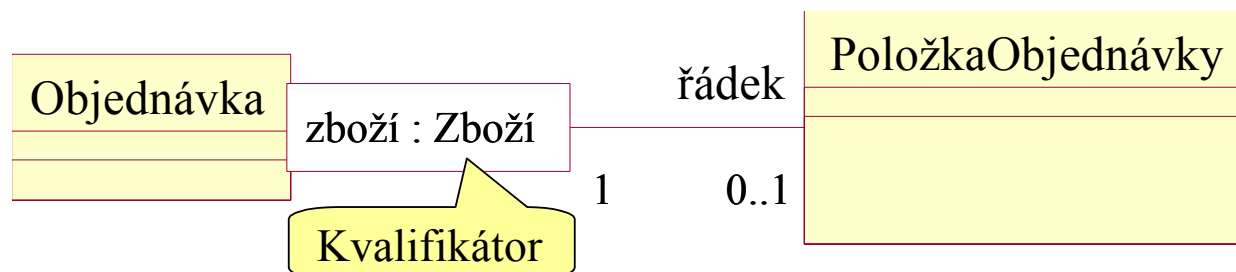 Objednávka
zboží : Zboží
Kvalifikátor
řádek
1
0..1
PoložkaObjednávky